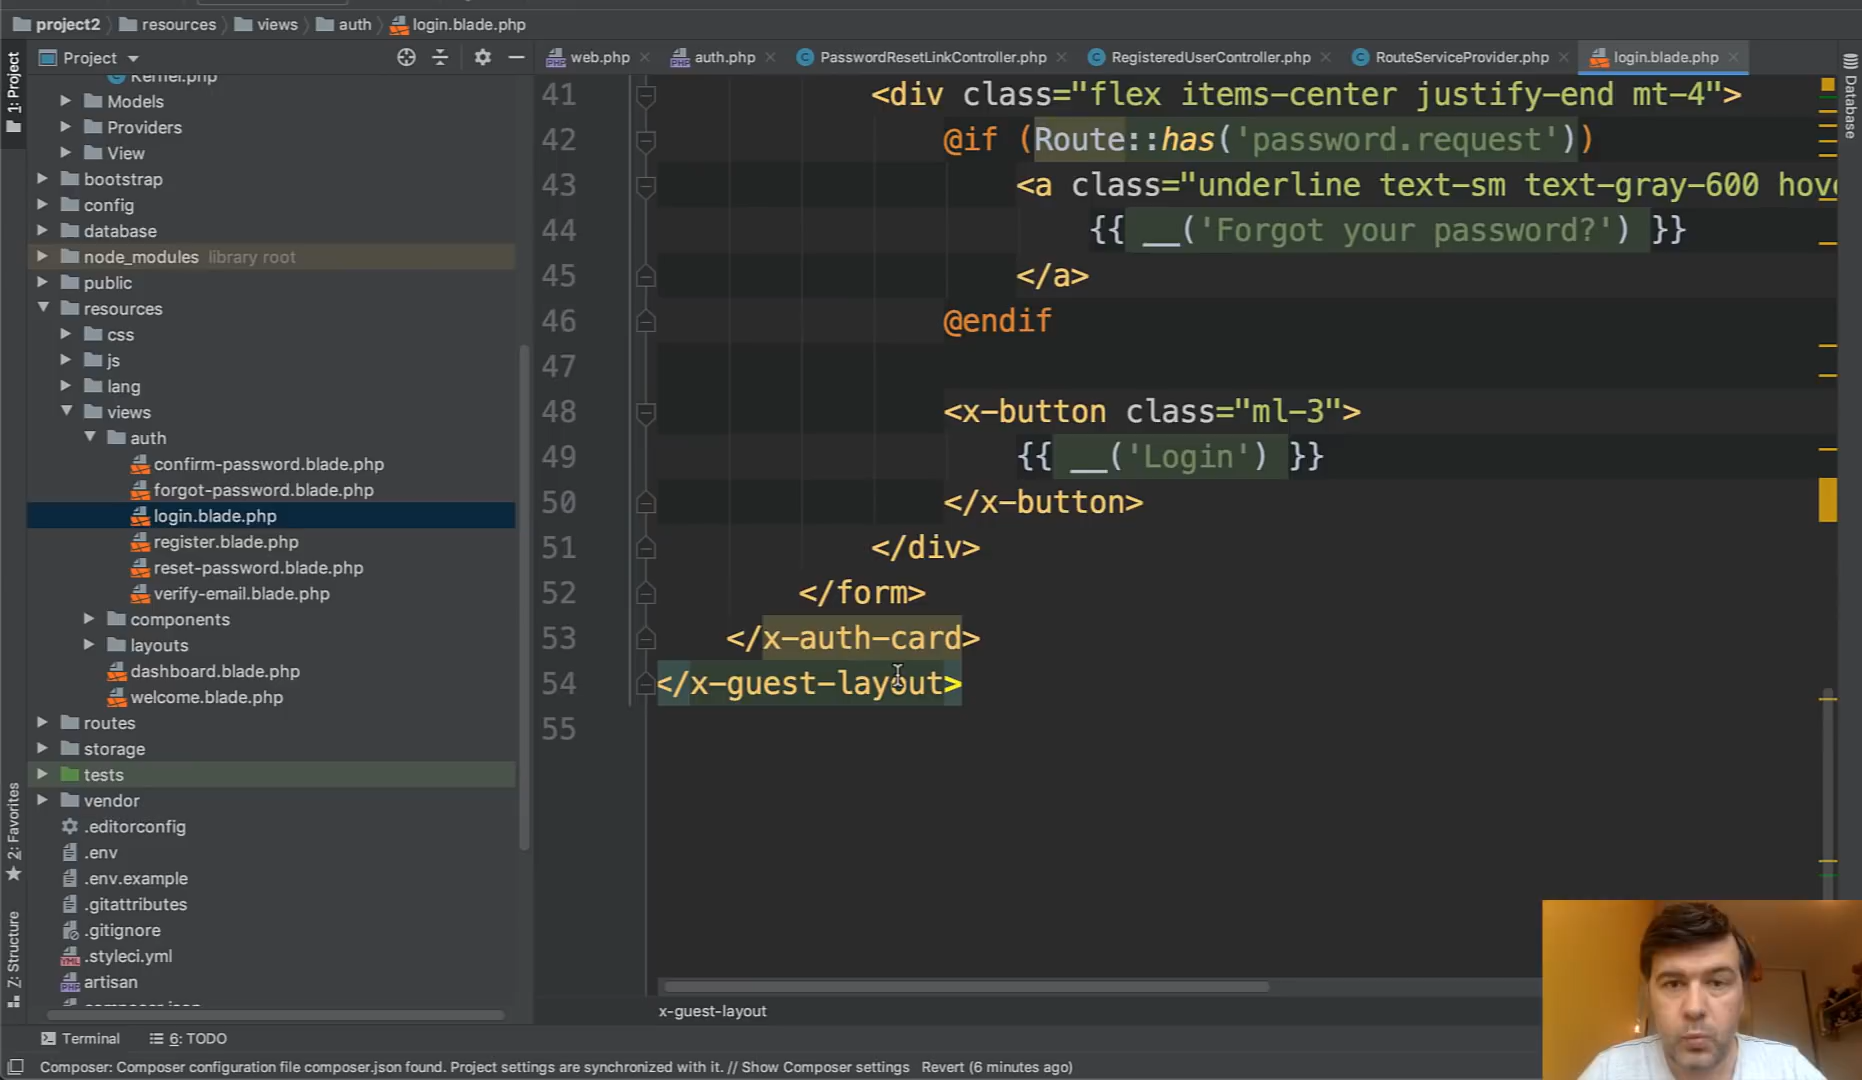 project2 resources views auth login.blade.php
1: Project
Project
web.php auth.php PasswordResetLinkController.php RegisteredUserController.php RouteServiceProvider.php login.blade.php
Database
Kernel.php
Models
Providers
View
bootstrap
config
database
node_modules library root
public
resources
css
js
lang
views
auth
confirm-password.blade.php
forgot-password.blade.php
login.blade.php
register.blade.php
reset-password.blade.php
verify-email.blade.php
components
layouts
dashboard.blade.php
welcome.blade.php
routes
storage
tests
vendor
.editorconfig
.env
.env.example
.gitattributes
.gitignore
.styleci.yml
artisan
composer.json
2: Favorites
Z: Structure
41 <div class="flex items-center justify-end mt-4">
42 @if (Route::has('password.request'))
43 <a class="underline text-sm text-gray-600 hove
44 {{ __('Forgot your password?') }}
45 </a>
46 @endif
47
48 <x-button class="ml-3">
49 {{ __('Login') }}
50 </x-button>
51 </div>
52 </form>
53 </x-auth-card>
54 </x-guest-layout>
55
x-guest-layout
Terminal 6: TODO
Composer: Composer configuration file composer.json found. Project settings are synchronized with it. // Show Composer settings Revert (6 minutes ago)